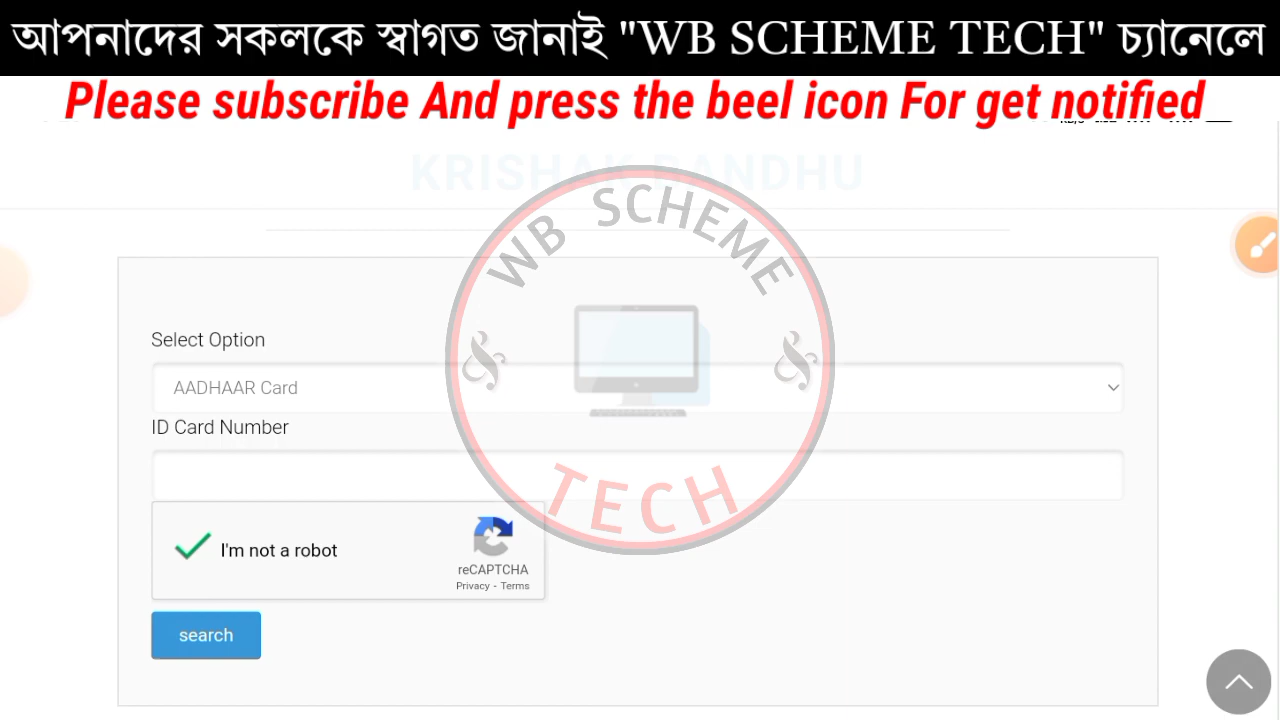 আপনাদের সকলকে স্বাগত জানাই "WB SCHEME TECH" চ্যানেলে
Please subscribe And press the beel icon For get notified
KRISHAK BANDHU
WB SCHEME
TECH
Select Option
AADHAAR Card
ID Card Number
I'm not a robot
reCAPTCHA
Privacy - Terms
search